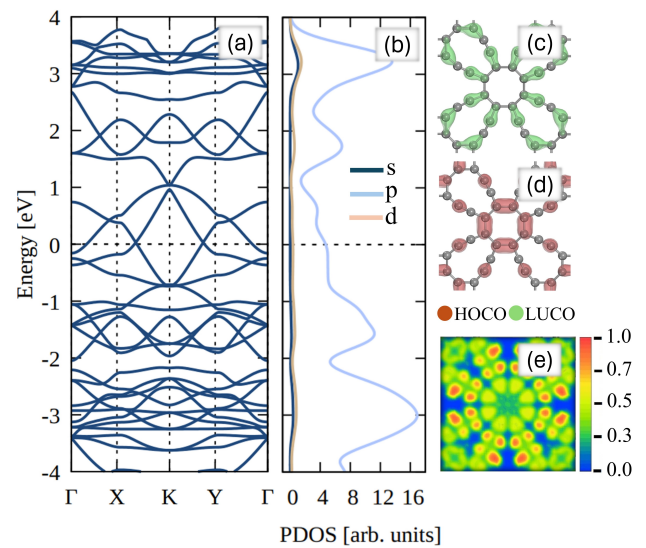 (a)
(b)
(c)
(d)
(e)
Energy [eV]
4
3
2
1
0
-1
-2
-3
-4
Γ X K Y Γ
s
p
d
0 4 8 12 16
PDOS [arb. units]
HOCO LUCO
1.0
0.7
0.5
0.3
0.0